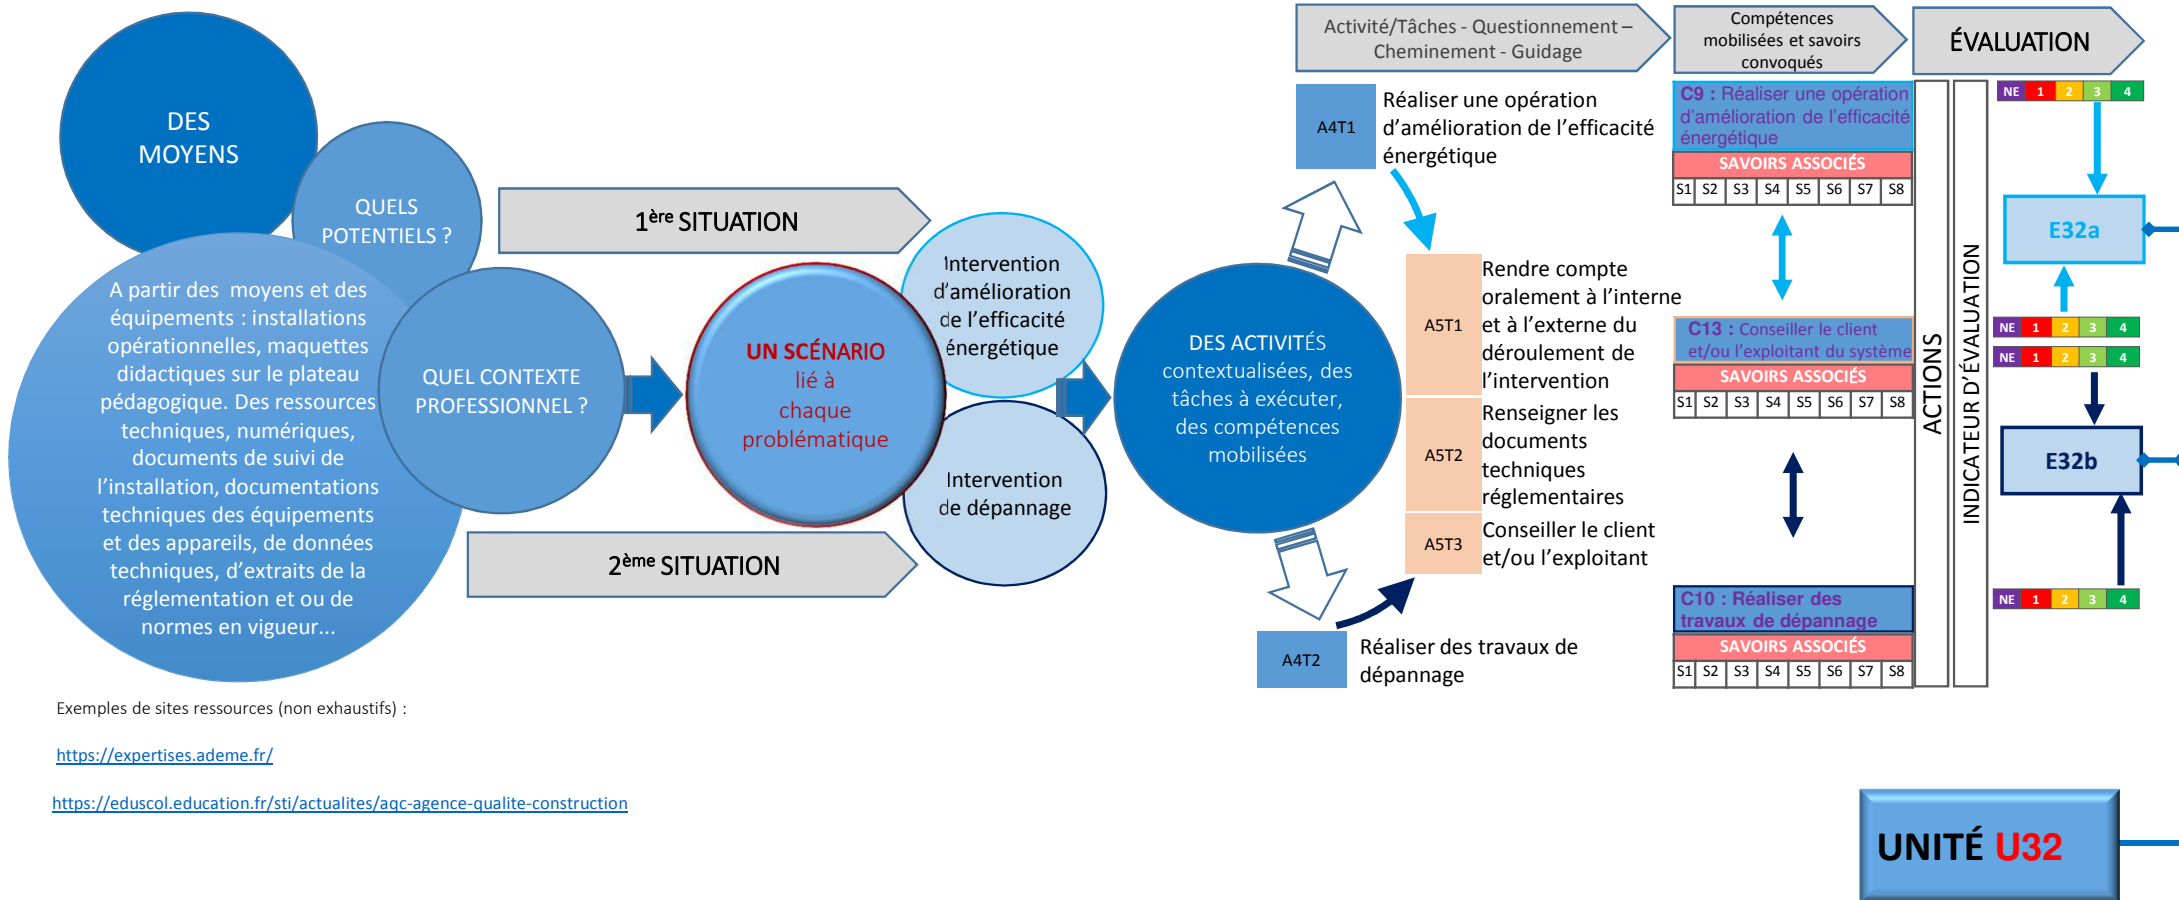 DES
MOYENS
QUELS
POTENTIELS ?
A partir des moyens et des
équipements : installations
opérationnelles, maquettes
didactiques sur le plateau
pédagogique. Des ressources
techniques, numériques,
documents de suivi de
l’installation, documentations
techniques des équipements
et des appareils, de données
techniques, d’extraits de la
réglementation et ou de
normes en vigueur...
QUEL CONTEXTE
PROFESSIONNEL ?
1ère SITUATION
2ème SITUATION
UN SCÉNARIO
lié à
chaque
problématique
Intervention
d’amélioration
de l’efficacité
énergétique
Intervention
de dépannage
DES ACTIVITÉS
contextualisées, des
tâches à exécuter,
des compétences
mobilisées
Activité/Tâches - Questionnement –
Cheminement - Guidage
A4T1
Réaliser une opération
d’amélioration de l’efficacité
énergétique
A5T1
Rendre compte
oralement à l’interne
et à l’externe du
déroulement de
l’intervention
A5T2
Renseigner les
documents
techniques
réglementaires
A5T3
Conseiller le client
et/ou l’exploitant
A4T2
Réaliser des travaux de
dépannage
Compétences
mobilisées et savoirs
convoqués
C9 : Réaliser une opération
d’amélioration de l’efficacité
énergétique
SAVOIRS ASSOCIÉS
S1 S2 S3 S4 S5 S6 S7 S8
C13 : Conseiller le client
et/ou l’exploitant du système
SAVOIRS ASSOCIÉS
S1 S2 S3 S4 S5 S6 S7 S8
C10 : Réaliser des
travaux de dépannage
SAVOIRS ASSOCIÉS
S1 S2 S3 S4 S5 S6 S7 S8
ÉVALUATION
ACTIONS
INDICATEUR D’ÉVALUATION
NE 1 2 3 4
E32a
NE 1 2 3 4
NE 1 2 3 4
E32b
NE 1 2 3 4
Exemples de sites ressources (non exhaustifs) :
https://expertises.ademe.fr/
https://eduscol.education.fr/sti/actualites/aqc-agence-qualite-construction
UNITÉ U32